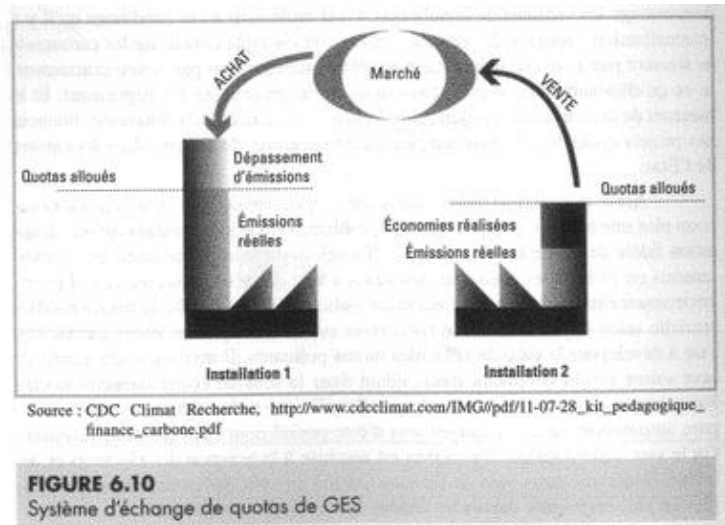 Marché
ACHAT
VENTE
Dépassement
d'émissions
Quotas alloués
Quotas alloués
Émissions
réelles
Économies réalisées
Émissions réelles
Installation 1
Installation 2
Source : CDC Climat Recherche, http://www.cdcclimat.com/IMG//pdf/11-07-28_kit_pedagogique_
finance_carbone.pdf
FIGURE 6.10
Système d'échange de quotas de GES